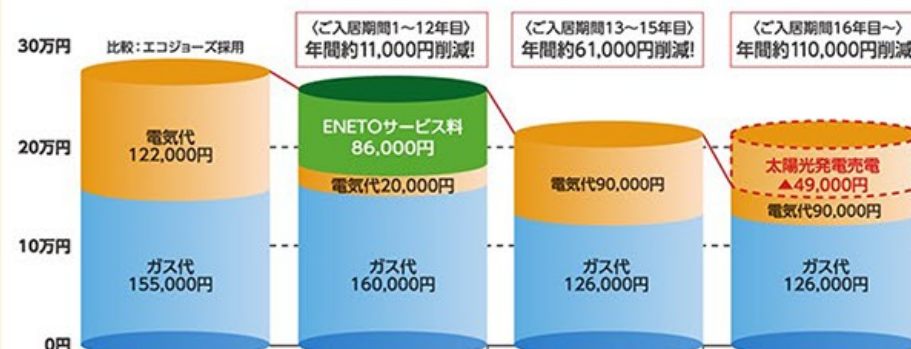 〈ご入居期間1〜12年目〉
年間約11,000円削減!
〈ご入居期間13〜15年目〉
年間約61,000円削減!
〈ご入居期間16年目〜〉
年間約110,000円削減
30万円
20万円
10万円
0円
比較：エコジョーズ採用
電気代
122,000円
ガス代
155,000円
ENETOサービス料
86,000円
電気代20,000円
ガス代
160,000円
電気代90,000円
ガス代
126,000円
太陽光発電売電
▲49,000円
電気代90,000円
ガス代
126,000円